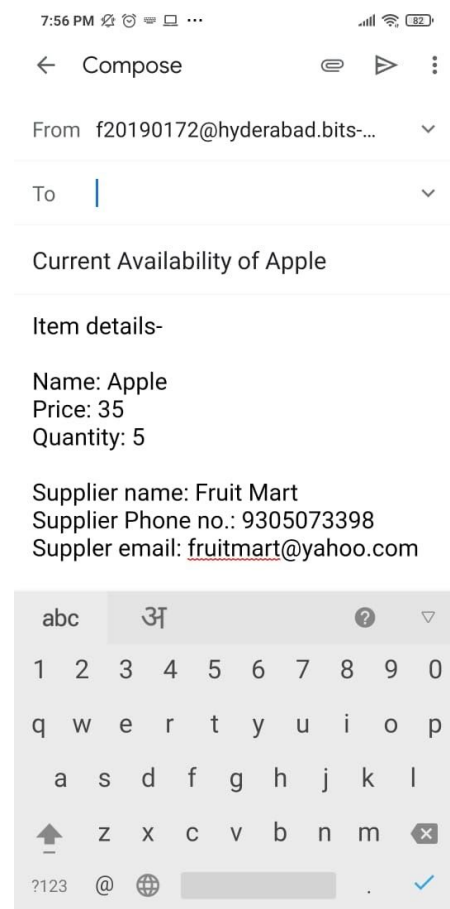 7:56 PM 82
Compose
From f20190172@hyderabad.bits-...
To
Current Availability of Apple
Item details-
Name: Apple
Price: 35
Quantity: 5
Supplier name: Fruit Mart
Supplier Phone no.: 9305073398
Suppler email: fruitmart@yahoo.com
abc अ ?
1 2 3 4 5 6 7 8 9 0
q w e r t y u i o p
a s d f g h j k l
z x c v b n m
?123 @ .